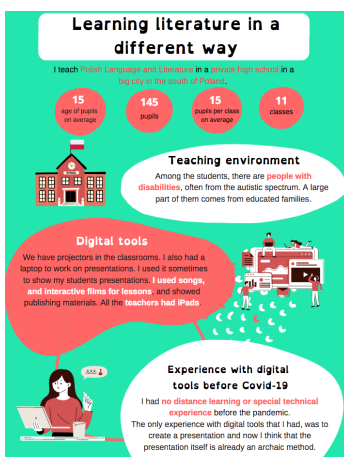 Learning literature in a
different way
I teach Polish Language and Literature in a private high school in a
big city in the south of Poland.
15
age of pupils
on average
145
pupils
15
pupils per class
on average
11
classes
Teaching environment
Among the students, there are people with
disabilities, often from the autistic spectrum. A large
part of them comes from educated families.
Digital tools
We have projectors in the classrooms. I also had a
laptop to work on presentations. I used it sometimes
to show my students presentations. I used songs,
and interactive films for lessons and showed
publishing materials. All the teachers had iPads.
Experience with digital
tools before Covid-19
I had no distance learning or special technical
experience before the pandemic.
The only experience with digital tools that I had, was to
create a presentation and now I think that the
presentation itself is already an archaic method.